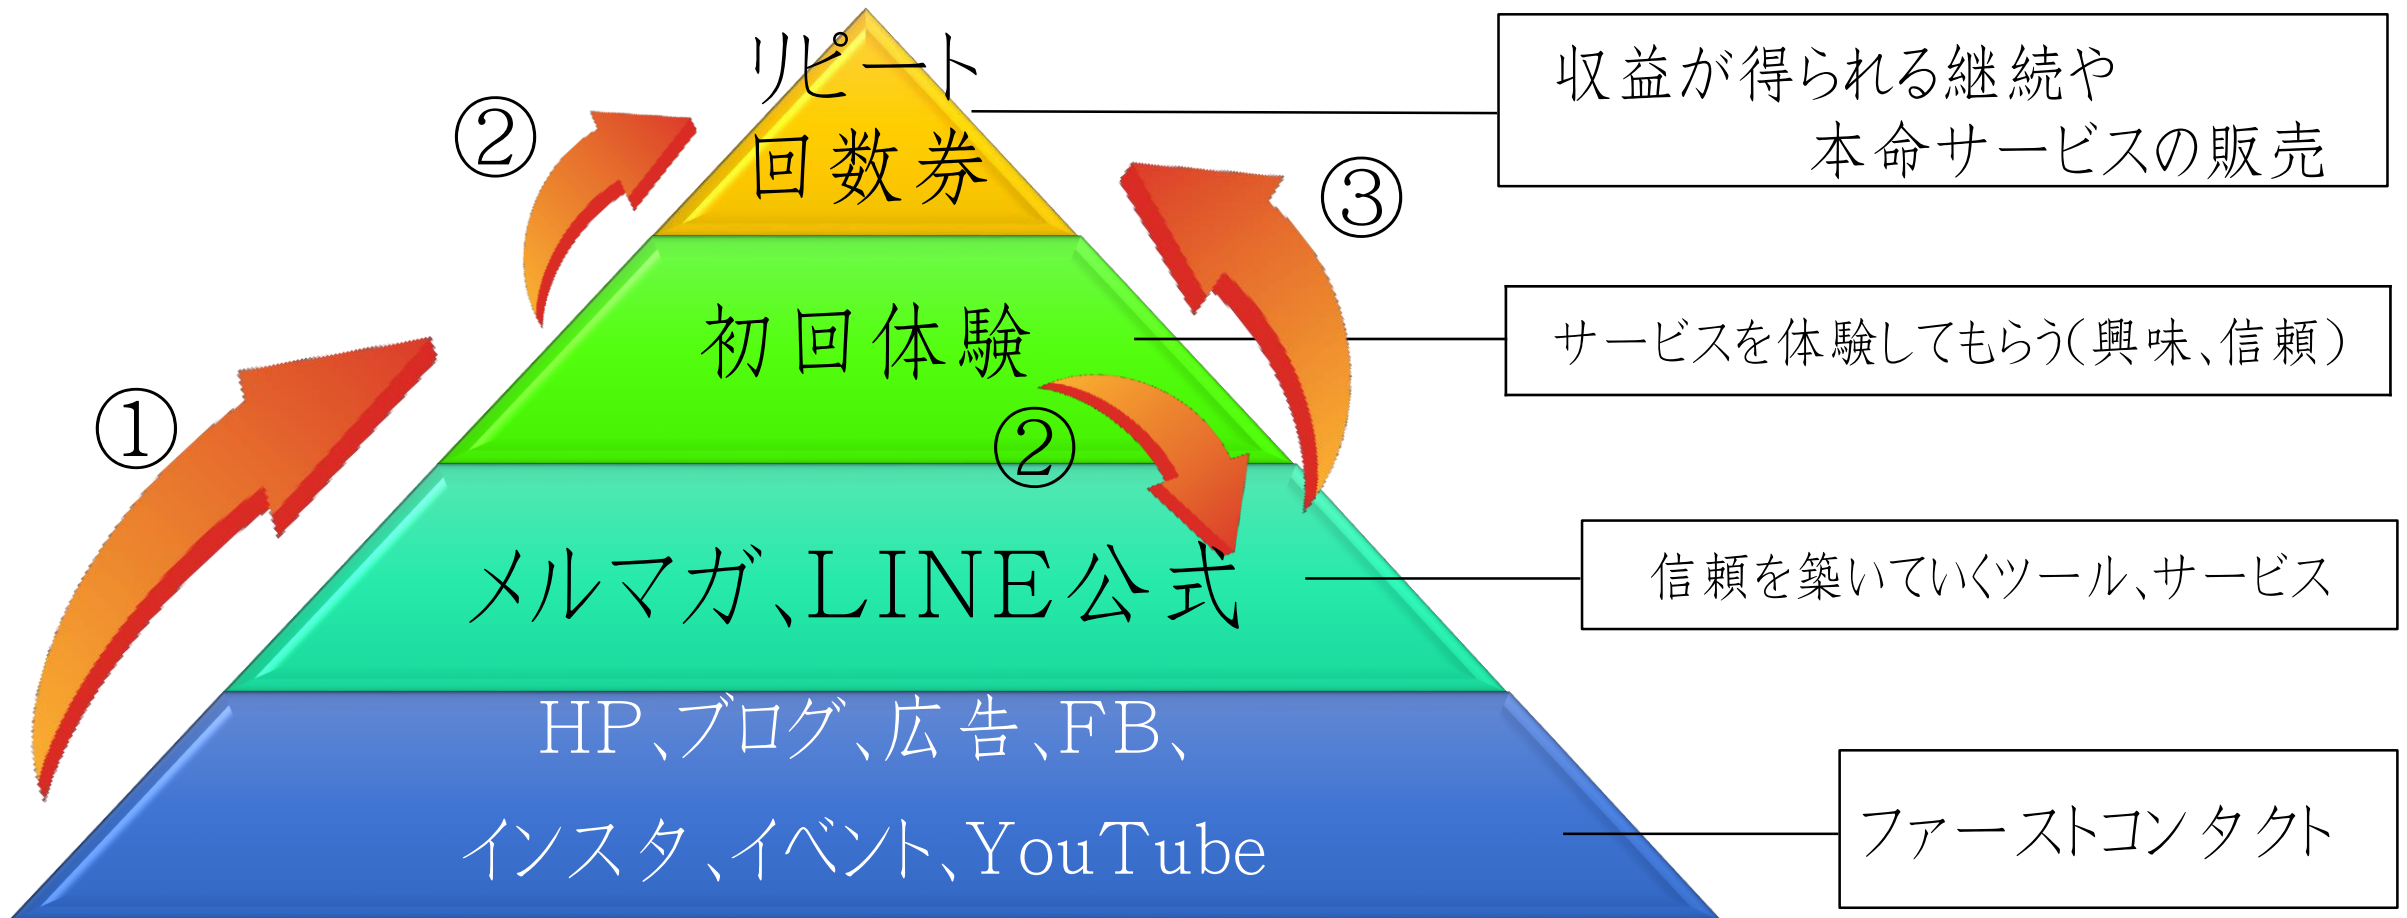 リピート
回数券
②
収益が得られる継続や
本命サービスの販売
③
初回体験
サービスを体験してもらう(興味、信頼)
①
②
メルマガ、LINE公式
信頼を築いていくツール、サービス
HP、ブログ、広告、FB、
インスタ、イベント、YouTube
ファーストコンタクト